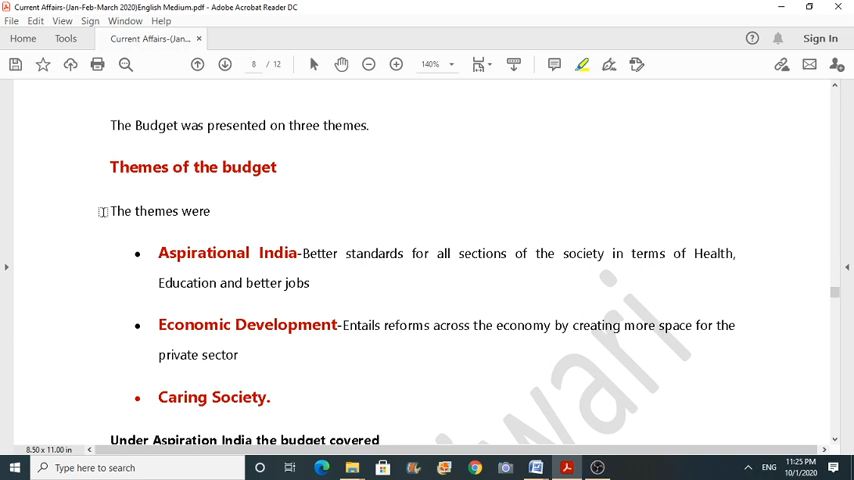 Current Affairs-(Jan-Feb-March 2020)English Medium.pdf - Adobe Acrobat Reader DC
File Edit View Sign Window Help
Home Tools Current Affairs-(Jan... × Sign In
8 / 12 140%
The Budget was presented on three themes.
Themes of the budget
The themes were
• Aspirational India-Better standards for all sections of the society in terms of Health,
Education and better jobs
• Economic Development-Entails reforms across the economy by creating more space for the
private sector
• Caring Society.
Under Aspiration India the budget covered
8.50 x 11.00 in
Type here to search
ENG
11:25 PM
10/1/2020